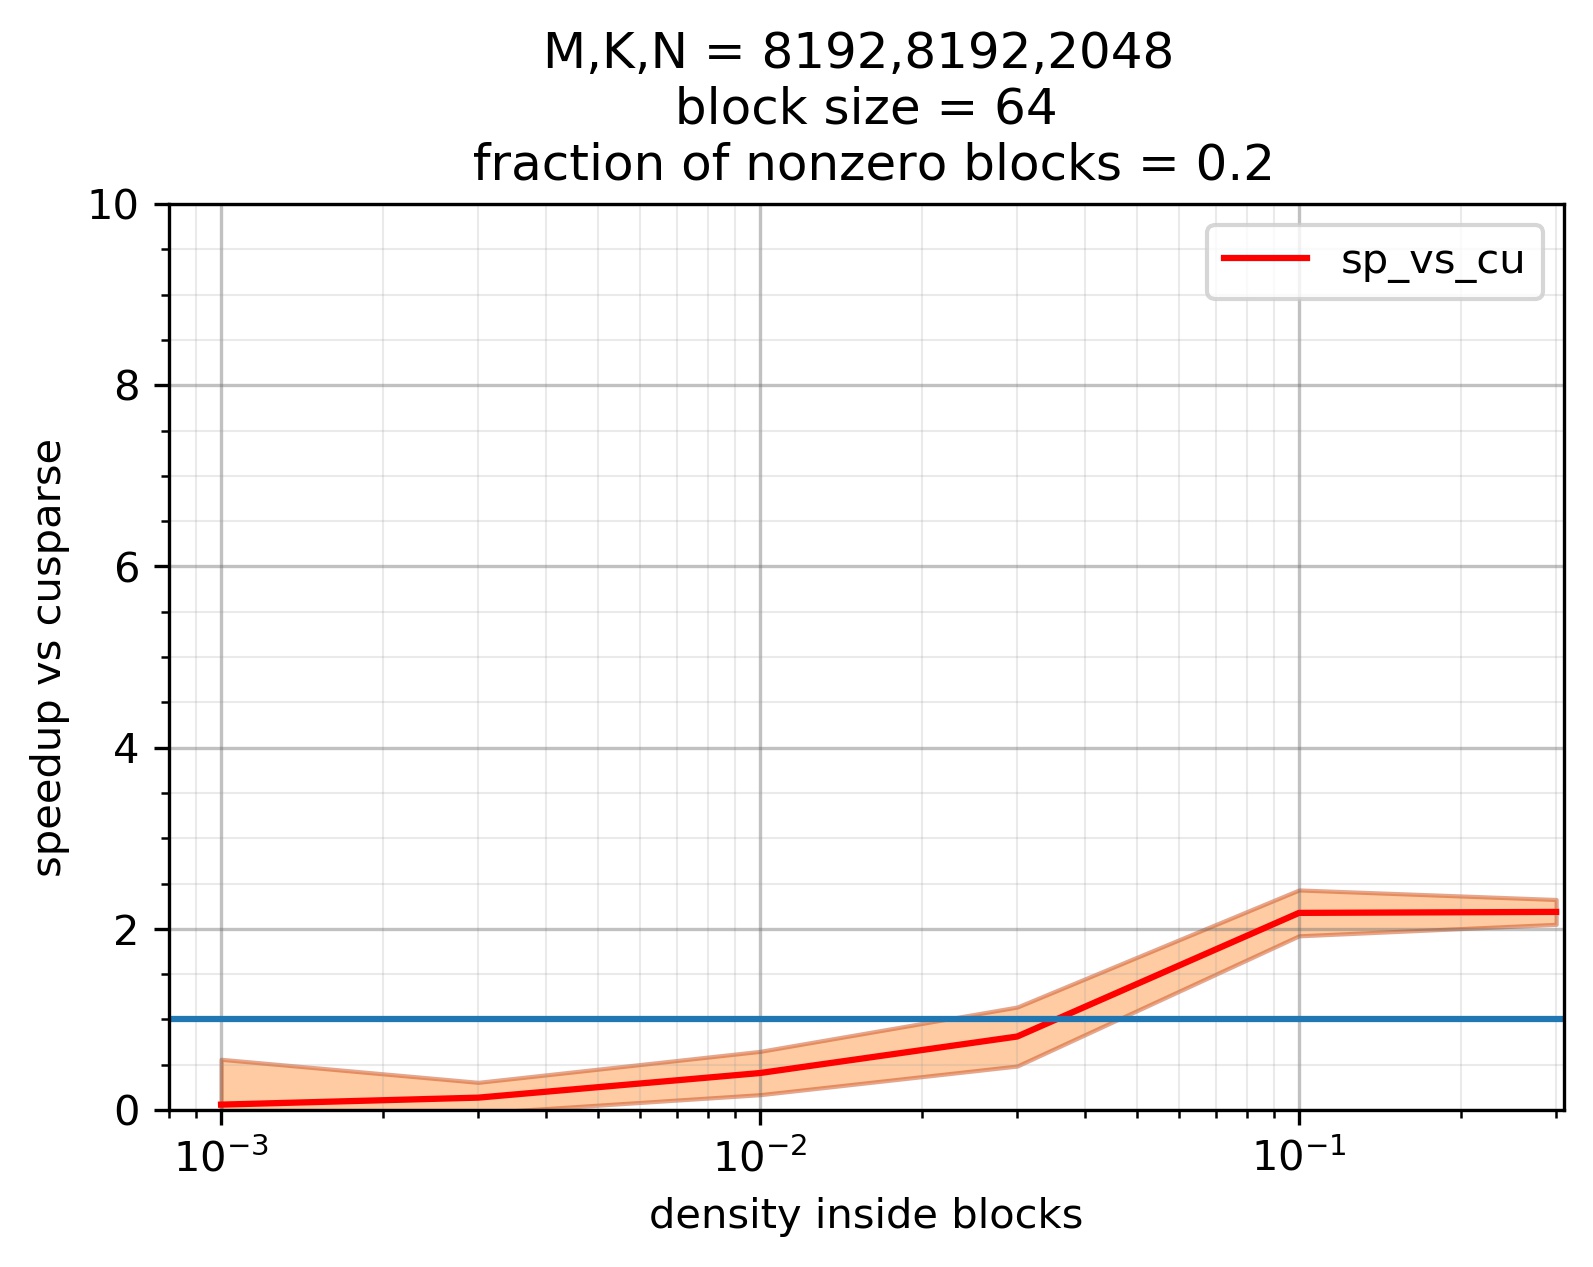 M,K,N = 8192,8192,2048
block size = 64
fraction of nonzero blocks = 0.2
sp_vs_cu
speedup vs cusparse
10
8
6
4
2
0
10⁻³
10⁻²
10⁻¹
density inside blocks